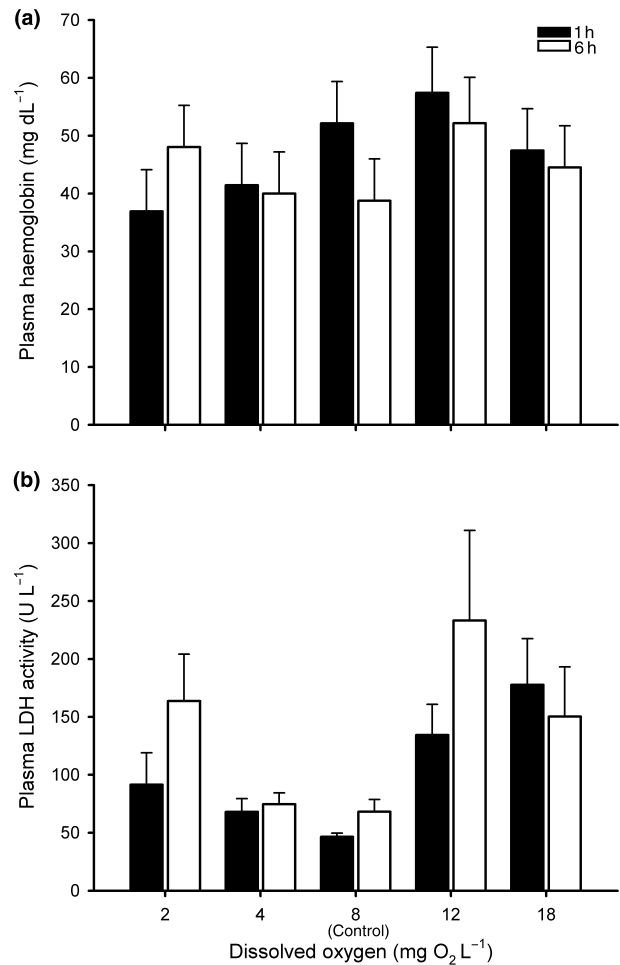 (a)
70
60
50
40
30
20
10
0
Plasma haemoglobin (mg dL⁻¹)
1 h
6 h
(b)
350
300
250
200
150
100
50
0
Plasma LDH activity (U L⁻¹)
2 4 8 12 18
(Control)
Dissolved oxygen (mg O₂ L⁻¹)